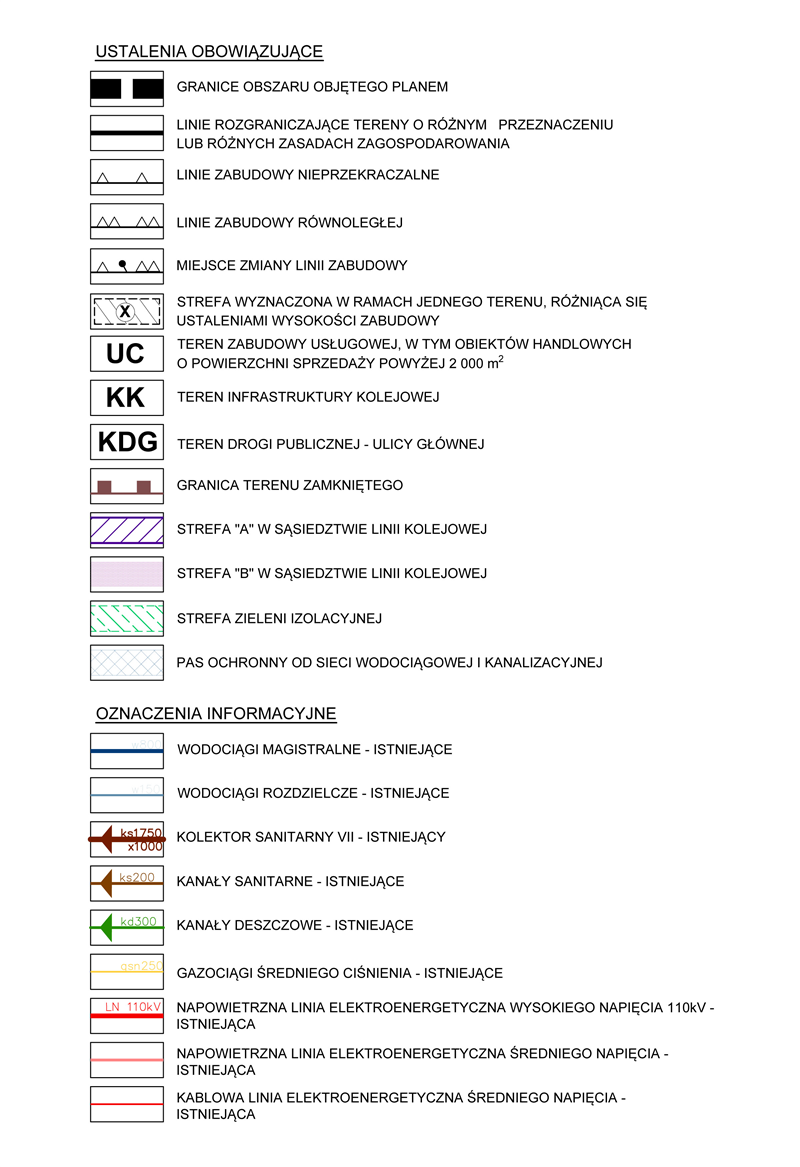 USTALENIA OBOWIĄZUJĄCE
GRANICE OBSZARU OBJĘTEGO PLANEM
LINIE ROZGRANICZAJĄCE TERENY O RÓŻNYM PRZEZNACZENIU
LUB RÓŻNYCH ZASADACH ZAGOSPODAROWANIA
LINIE ZABUDOWY NIEPRZEKRACZALNE
LINIE ZABUDOWY RÓWNOLEGŁEJ
MIEJSCE ZMIANY LINII ZABUDOWY
X
STREFA WYZNACZONA W RAMACH JEDNEGO TERENU, RÓŻNIĄCA SIĘ
USTALENIAMI WYSOKOŚCI ZABUDOWY
UC
TEREN ZABUDOWY USŁUGOWEJ, W TYM OBIEKTÓW HANDLOWYCH
O POWIERZCHNI SPRZEDAŻY POWYŻEJ 2 000 m²
KK TEREN INFRASTRUKTURY KOLEJOWEJ
KDG TEREN DROGI PUBLICZNEJ - ULICY GŁÓWNEJ
GRANICA TERENU ZAMKNIĘTEGO
STREFA "A" W SĄSIEDZTWIE LINII KOLEJOWEJ
STREFA "B" W SĄSIEDZTWIE LINII KOLEJOWEJ
STREFA ZIELENI IZOLACYJNEJ
PAS OCHRONNY OD SIECI WODOCIĄGOWEJ I KANALIZACYJNEJ
OZNACZENIA INFORMACYJNE
w800 WODOCIĄGI MAGISTRALNE - ISTNIEJĄCE
WODOCIĄGI ROZDZIELCZE - ISTNIEJĄCE
ks1750
x1000
KOLEKTOR SANITARNY VII - ISTNIEJĄCY
ks200 KANAŁY SANITARNE - ISTNIEJĄCE
kd300 KANAŁY DESZCZOWE - ISTNIEJĄCE
gsn250 GAZOCIĄGI ŚREDNIEGO CIŚNIENIA - ISTNIEJĄCE
LN 110kV
NAPOWIETRZNA LINIA ELEKTROENERGETYCZNA WYSOKIEGO NAPIĘCIA 110kV -
ISTNIEJĄCA
NAPOWIETRZNA LINIA ELEKTROENERGETYCZNA ŚREDNIEGO NAPIĘCIA -
ISTNIEJĄCA
KABLOWA LINIA ELEKTROENERGETYCZNA ŚREDNIEGO NAPIĘCIA -
ISTNIEJĄCA